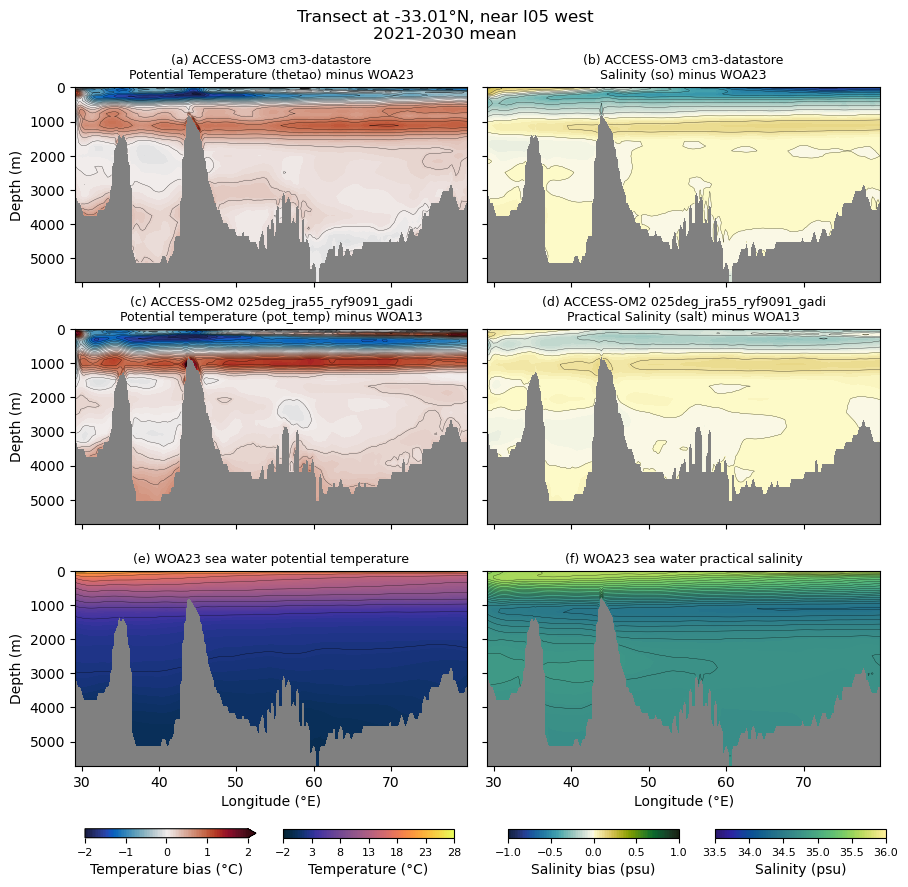 Transect at -33.01°N, near I05 west
2021-2030 mean
(a) ACCESS-OM3 cm3-datastore
Potential Temperature (thetao) minus WOA23
(b) ACCESS-OM3 cm3-datastore
Salinity (so) minus WOA23
0
1000
2000
3000
4000
5000
Depth (m)
(c) ACCESS-OM2 025deg_jra55_ryf9091_gadi
Potential temperature (pot_temp) minus WOA13
(d) ACCESS-OM2 025deg_jra55_ryf9091_gadi
Practical Salinity (salt) minus WOA13
0
1000
2000
3000
4000
5000
Depth (m)
(e) WOA23 sea water potential temperature
(f) WOA23 sea water practical salinity
0
1000
2000
3000
4000
5000
Depth (m)
30 40 50 60 70
Longitude (°E)
30 40 50 60 70
Longitude (°E)
−2 −1 0 1 2
Temperature bias (°C)
−2 3 8 13 18 23 28
Temperature (°C)
−1.0 −0.5 0.0 0.5 1.0
Salinity bias (psu)
33.5 34.0 34.5 35.0 35.5 36.0
Salinity (psu)